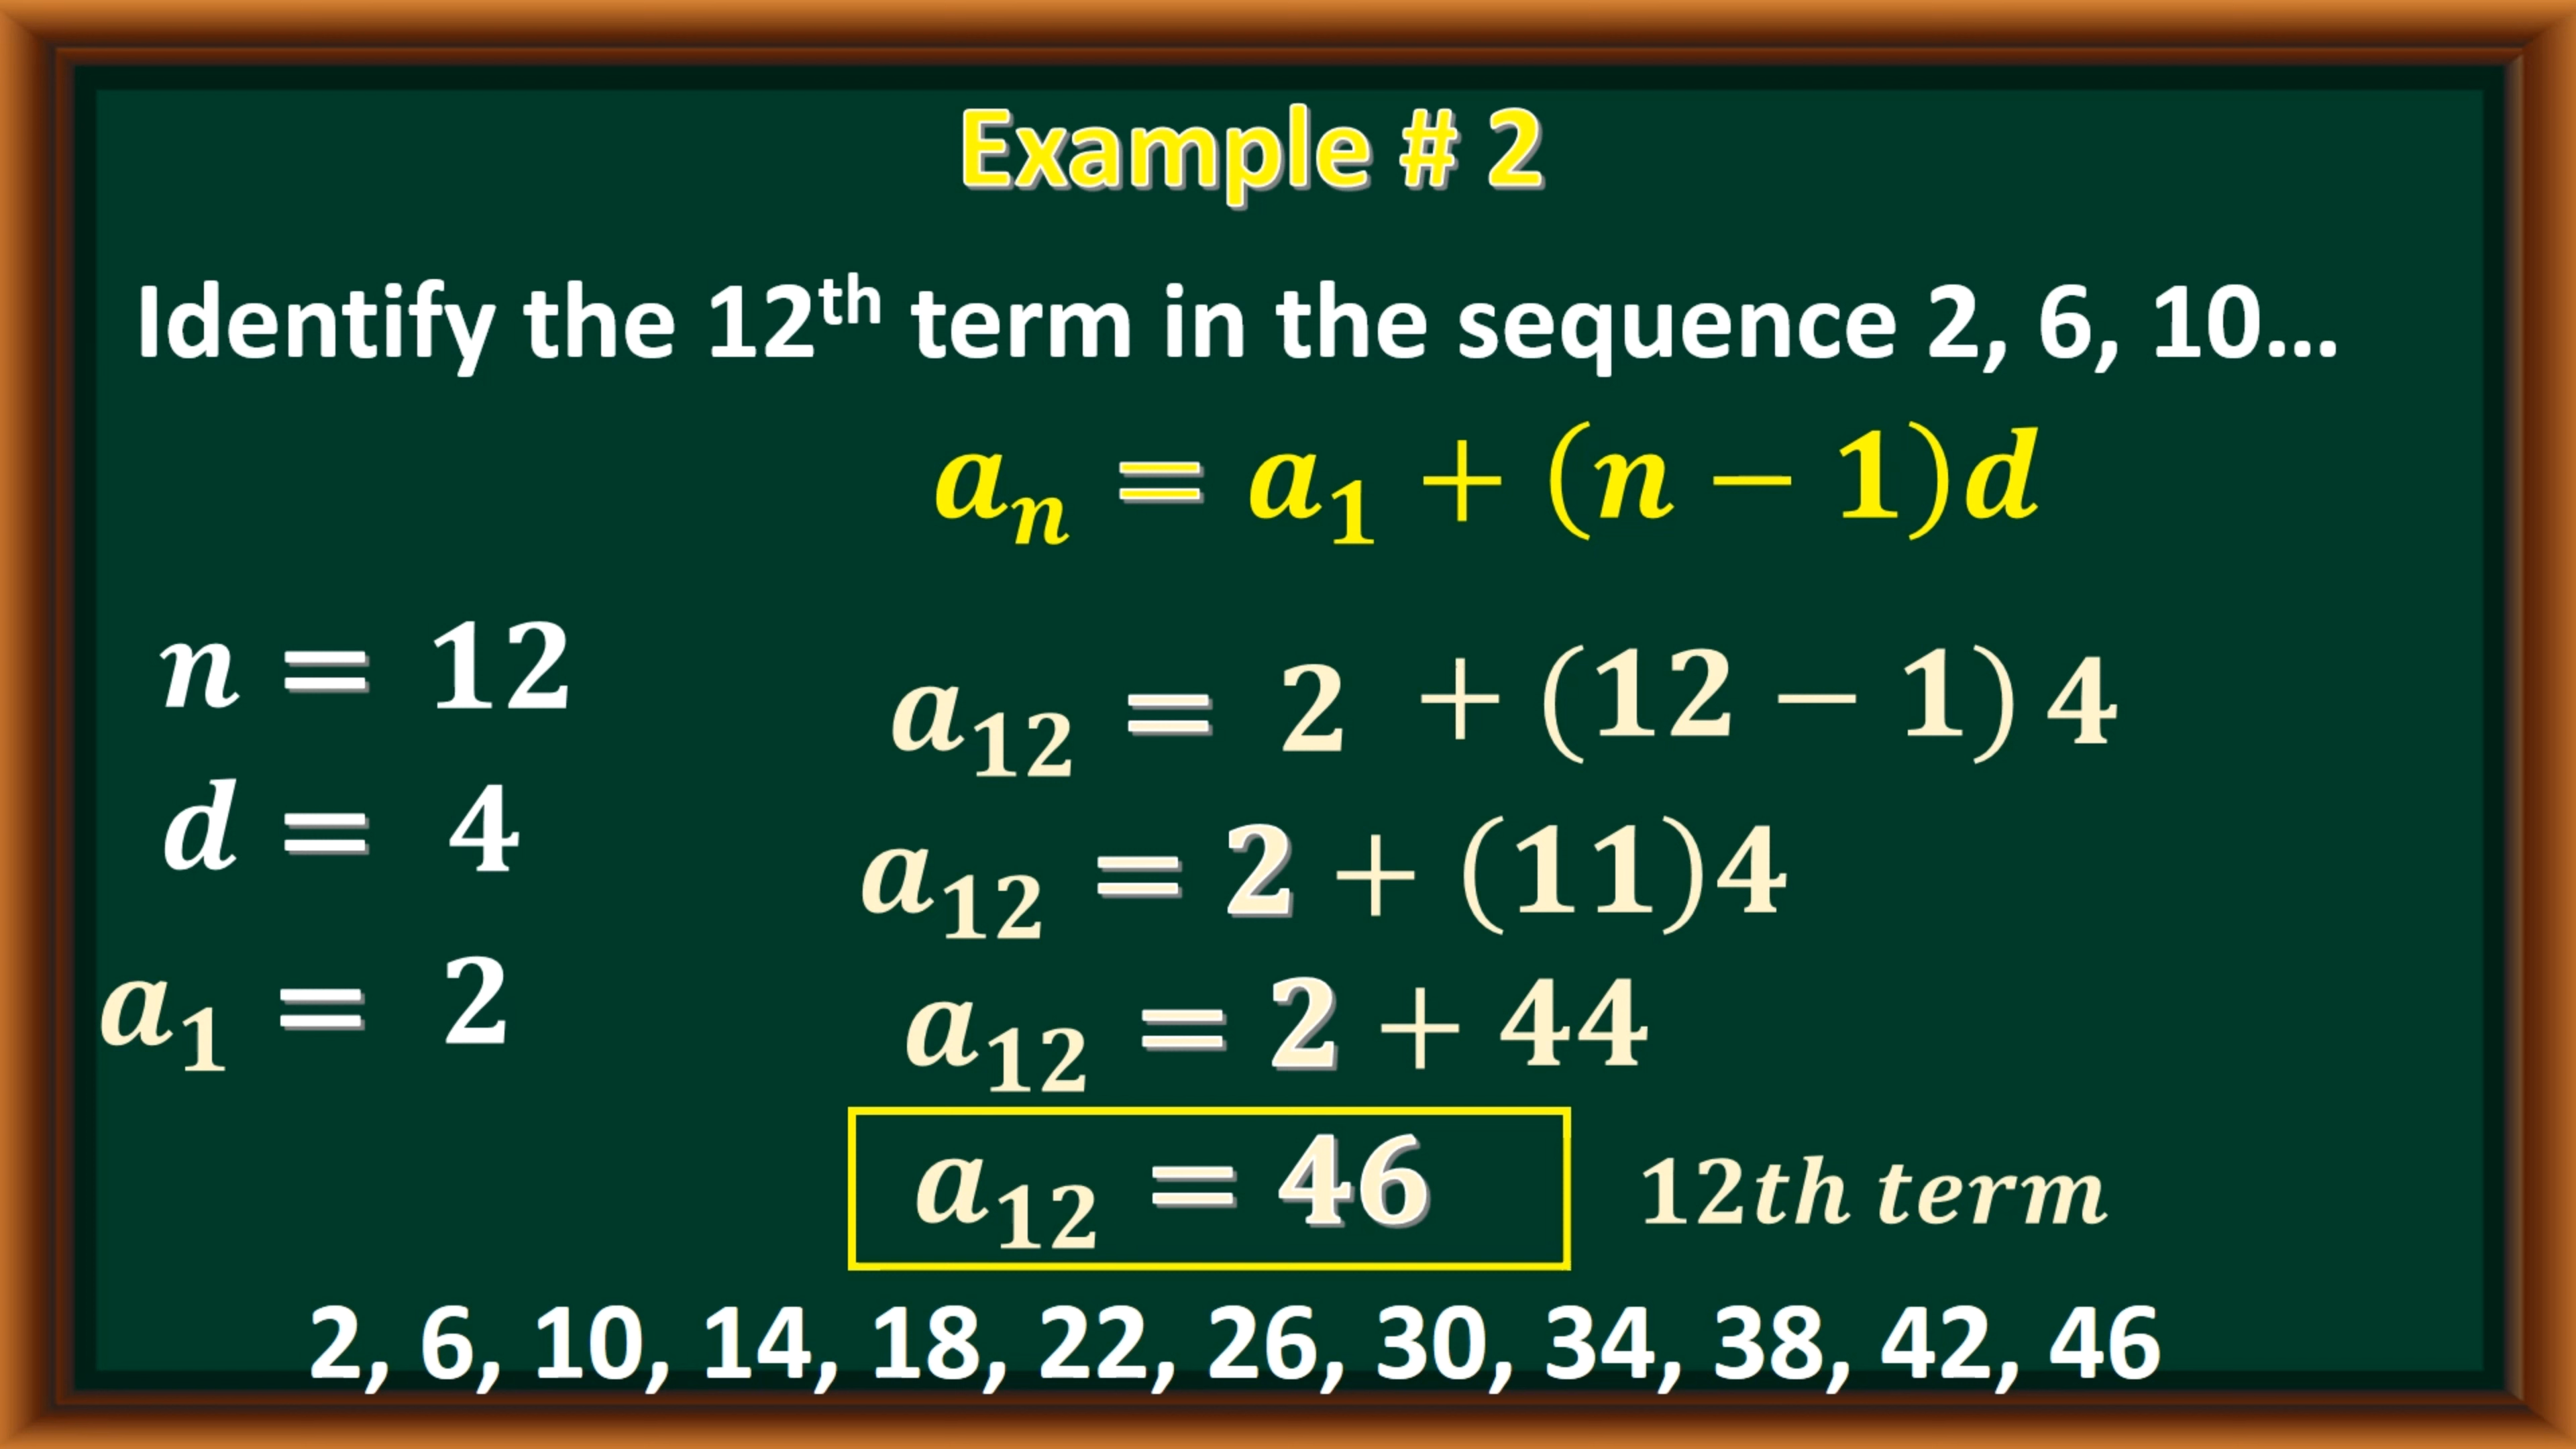 Example # 2
Identify the 12th term in the sequence 2, 6, 10...
aₙ = a₁ + (n − 1)d
n = 12
d = 4
a₁ = 2
a₁₂ = 2 + (12 − 1) 4
a₁₂ = 2 + (11)4
a₁₂ = 2 + 44
a₁₂ = 46 12th term
2, 6, 10, 14, 18, 22, 26, 30, 34, 38, 42, 46